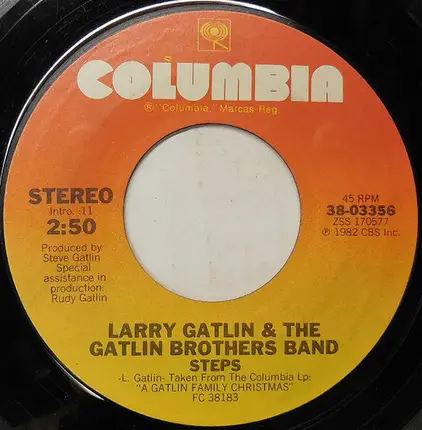 COLUMBIA
® "Columbia," Marcas Reg.
STEREO
Intro. :11
2:50
Produced by
Steve Gatlin
Special
assistance in
production:
Rudy Gatlin
45 RPM
38-03356
ZSS 170577
℗ 1982 CBS Inc.
LARRY GATLIN & THE
GATLIN BROTHERS BAND
STEPS
-L. Gatlin- Taken From The Columbia Lp:
"A GATLIN FAMILY CHRISTMAS"
FC 38183